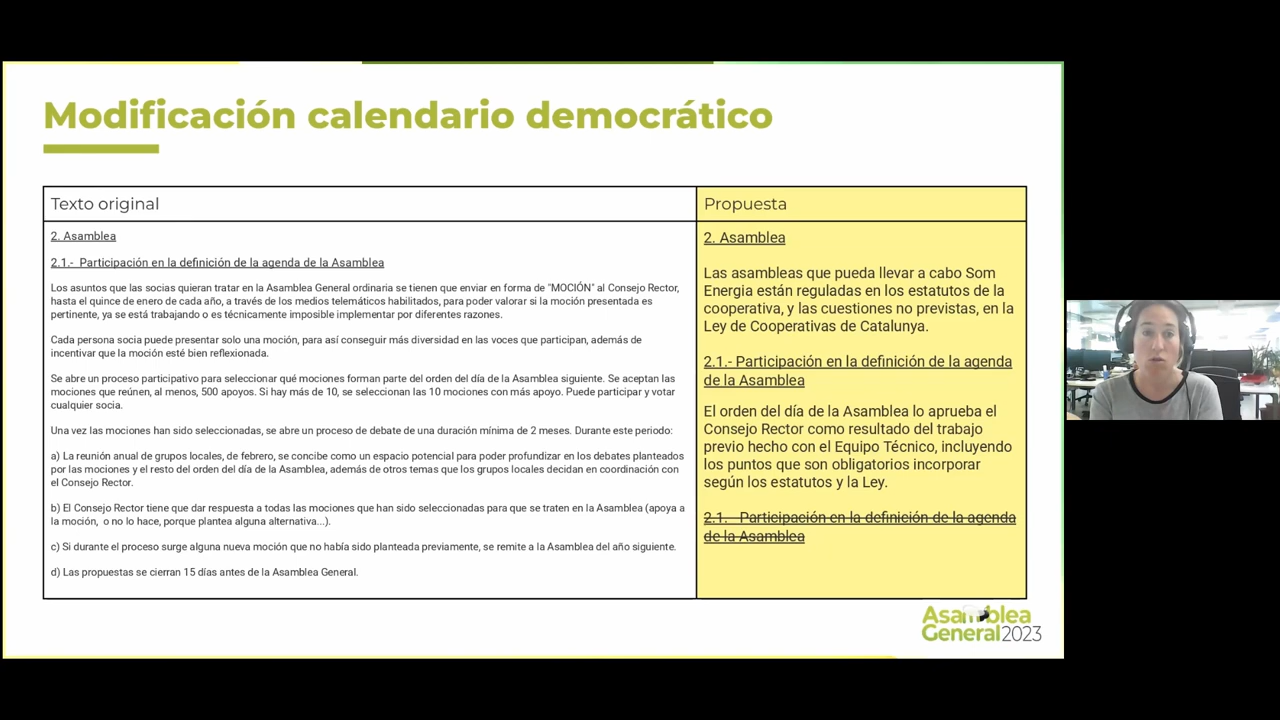 Modificación calendario democrático
Texto original
2. Asamblea
2.1.- Participación en la definición de la agenda de la Asamblea
Los asuntos que las socias quieran tratar en la Asamblea General ordinaria se tienen que enviar en forma de "MOCIÓN" al Consejo Rector,
hasta el quince de enero de cada año, a través de los medios telemáticos habilitados, para poder valorar si la moción presentada es
pertinente, ya se está trabajando o es técnicamente imposible implementar por diferentes razones.
Cada persona socia puede presentar solo una moción, para así conseguir más diversidad en las voces que participan, además de
incentivar que la moción esté bien reflexionada.
Se abre un proceso participativo para seleccionar qué mociones forman parte del orden del día de la Asamblea siguiente. Se aceptan las
mociones que reúnen, al menos, 500 apoyos. Si hay más de 10, se seleccionan las 10 mociones con más apoyo. Puede participar y votar
cualquier socia.
Una vez las mociones han sido seleccionadas, se abre un proceso de debate de una duración mínima de 2 meses. Durante este periodo:
a) La reunión anual de grupos locales, de febrero, se concibe como un espacio potencial para poder profundizar en los debates planteados
por las mociones y el resto del orden del día de la Asamblea, además de otros temas que los grupos locales decidan en coordinación con
el Consejo Rector.
b) El Consejo Rector tiene que dar respuesta a todas las mociones que han sido seleccionadas para que se traten en la Asamblea (apoya a
la moción, o no lo hace, porque plantea alguna alternativa...).
c) Si durante el proceso surge alguna nueva moción que no había sido planteada previamente, se remite a la Asamblea del año siguiente.
d) Las propuestas se cierran 15 días antes de la Asamblea General.
Propuesta
2. Asamblea
Las asambleas que pueda llevar a cabo Som
Energia están reguladas en los estatutos de la
cooperativa, y las cuestiones no previstas, en la
Ley de Cooperativas de Catalunya.
2.1.- Participación en la definición de la agenda
de la Asamblea
El orden del día de la Asamblea lo aprueba el
Consejo Rector como resultado del trabajo
previo hecho con el Equipo Técnico, incluyendo
los puntos que son obligatorios incorporar
según los estatutos y la Ley.
2.1.- Participación en la definición de la agenda
de la Asamblea
Asamblea
General2023